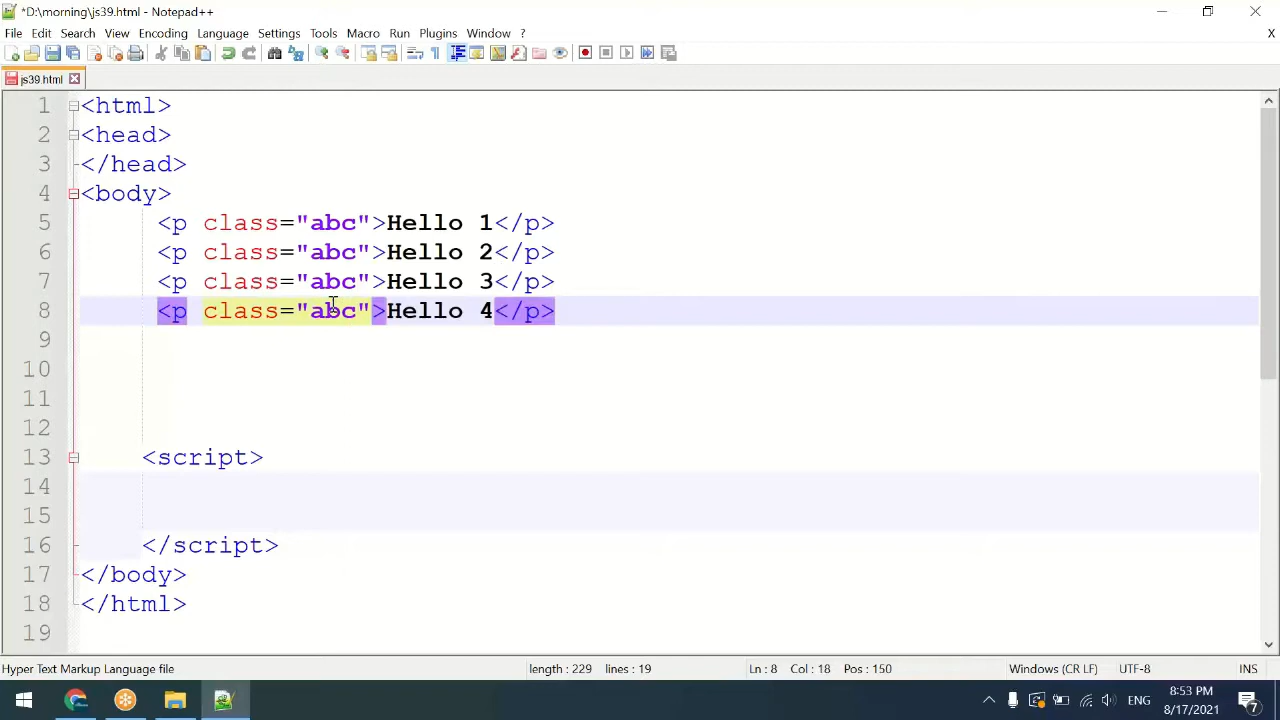 *D:\morning\js39.html - Notepad++
File Edit Search View Encoding Language Settings Tools Macro Run Plugins Window ? X
js39.html
1 <html>
2 <head>
3 </head>
4 <body>
5 <p class="abc">Hello 1</p>
6 <p class="abc">Hello 2</p>
7 <p class="abc">Hello 3</p>
8 <p class="abc">Hello 4</p>
9
10
11
12
13 <script>
14
15
16 </script>
17 </body>
18 </html>
19
Hyper Text Markup Language file length : 229 lines : 19 Ln : 8 Col : 18 Pos : 150 Windows (CR LF) UTF-8 INS
ENG 8:53 PM
8/17/2021 7